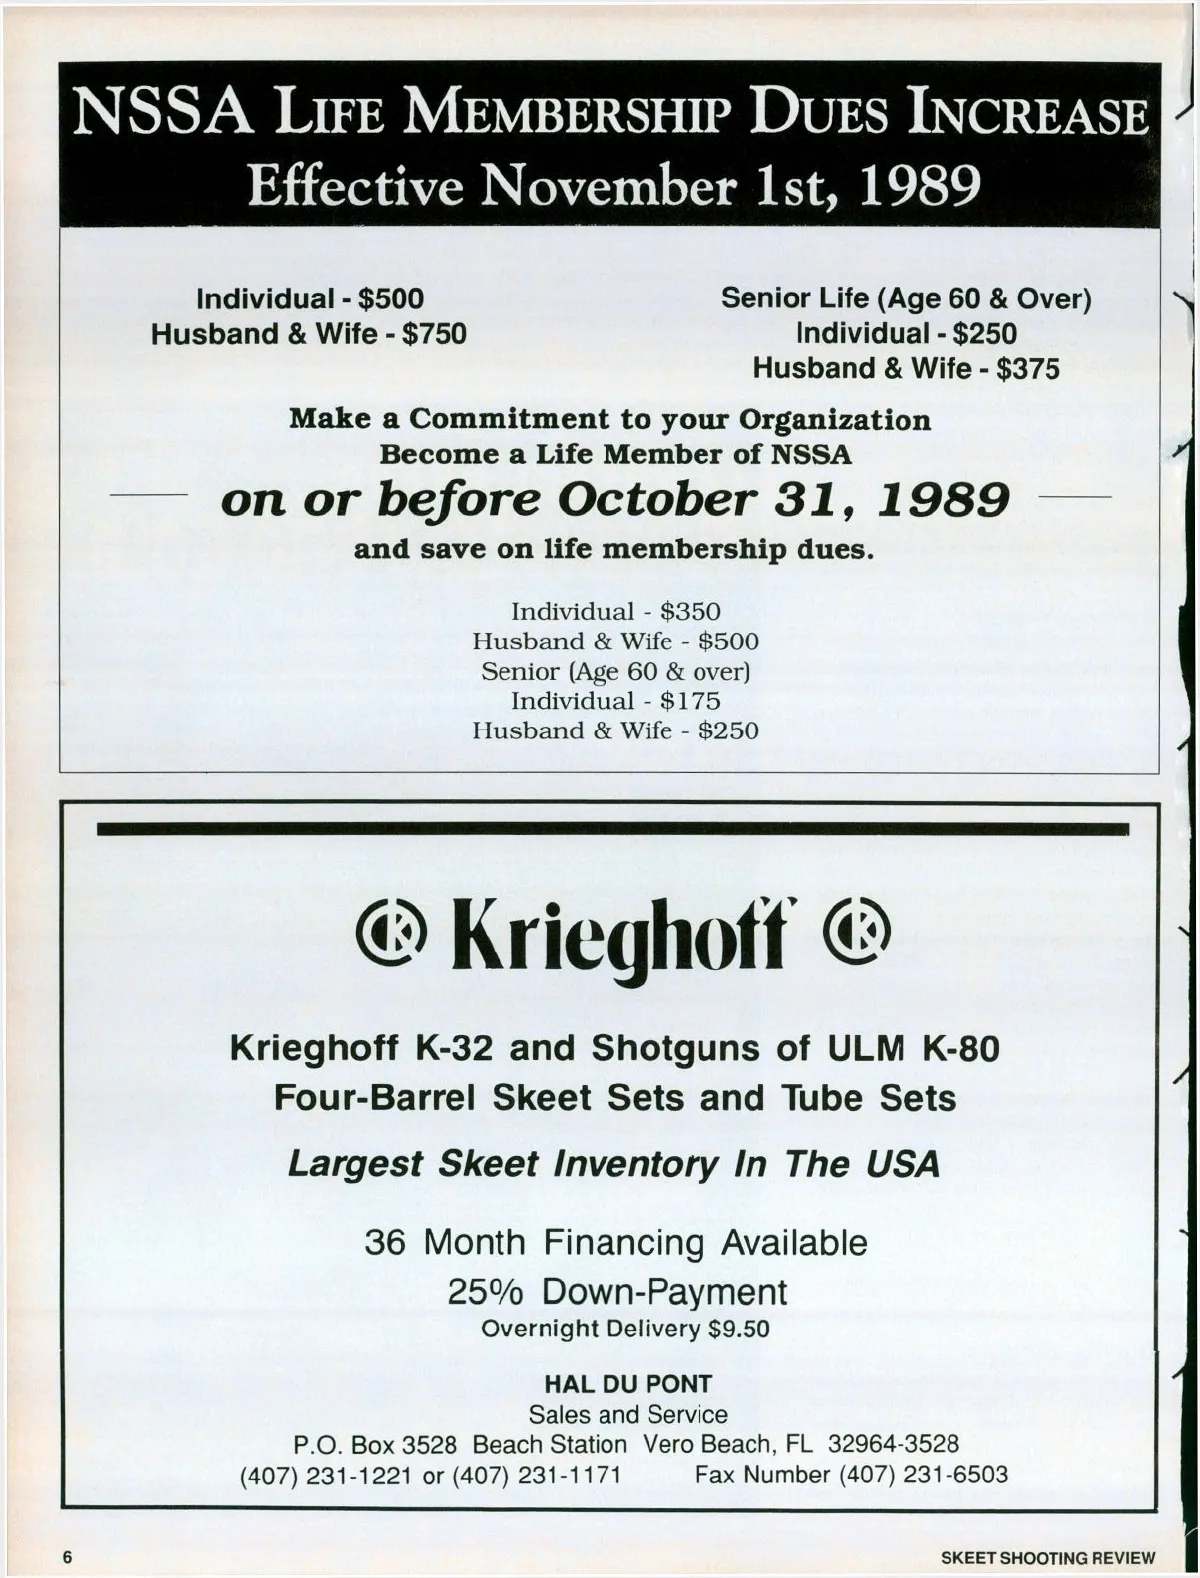 NSSA LIFE MEMBERSHIP DUES INCREASE
Effective November 1st, 1989
Individual - $500
Husband & Wife - $750
Senior Life (Age 60 & Over)
Individual - $250
Husband & Wife - $375
Make a Commitment to your Organization
Become a Life Member of NSSA
on or before October 31, 1989
and save on life membership dues.
Individual - $350
Husband & Wife - $500
Senior (Age 60 & over)
Individual - $175
Husband & Wife - $250
K Krieghoff K
Krieghoff K-32 and Shotguns of ULM K-80
Four-Barrel Skeet Sets and Tube Sets
Largest Skeet Inventory In The USA
36 Month Financing Available
25% Down-Payment
Overnight Delivery $9.50
HAL DU PONT
Sales and Service
P.O. Box 3528 Beach Station Vero Beach, FL 32964-3528
(407) 231-1221 or (407) 231-1171 Fax Number (407) 231-6503
6 SKEET SHOOTING REVIEW